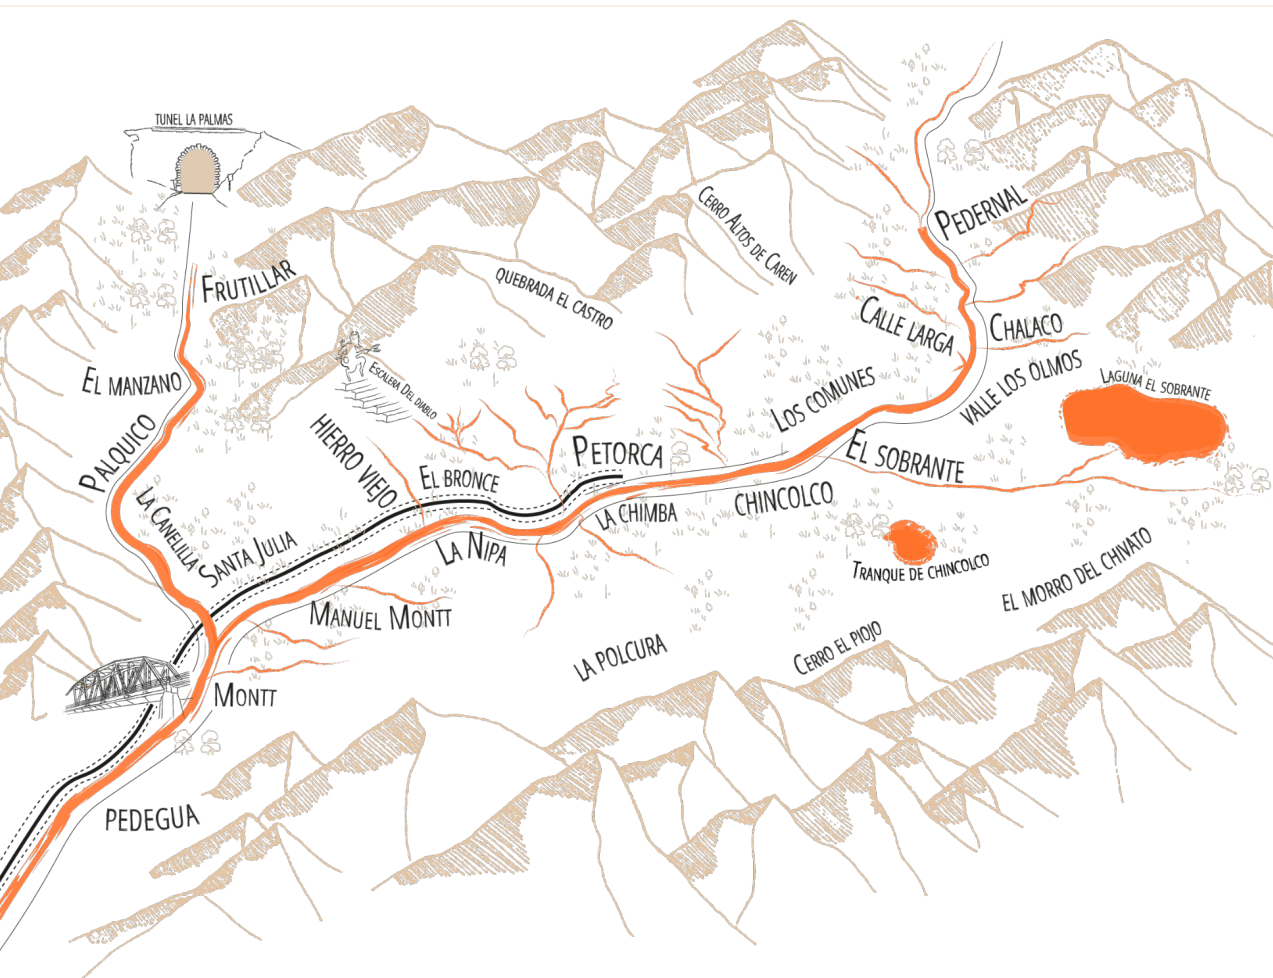 TUNEL LA PALMAS
PEDERNAL
CERRO ALTOS DE CAREN
FRUTILLAR
QUEBRADA EL CASTRO
CALLE LARGA
CHALACO
EL MANZANO
ESCALERA DEL DIABLO
LOS COMUNES
VALLE LOS OLMOS
LAGUNA EL SOBRANTE
PALQUICO
HIERRO VIEJO
EL BRONCE
PETORCA
EL SOBRANTE
LA CANELILLA
SANTA JULIA
LA CHIMBA
CHINCOLCO
LA NIPA
TRANQUE DE CHINCOLCO
EL MORRO DEL CHIVATO
MANUEL MONTT
LA POLCURA
CERRO EL PIOJO
MONTT
PEDEGUA